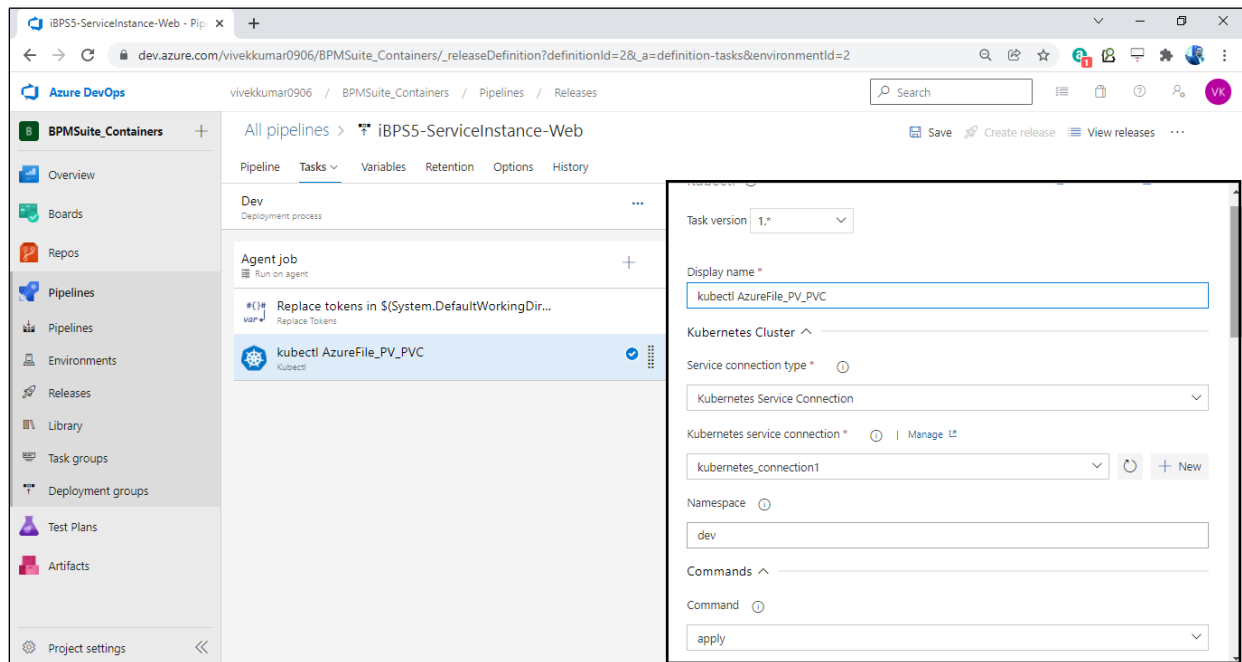 iBPS5-ServiceInstance-Web - Pip
dev.azure.com/vivekkumar0906/BPMSuite_Containers/_releaseDefinition?definitionId=2&_a=definition-tasks&environmentId=2
1
Azure DevOps
vivekkumar0906 / BPMSuite_Containers / Pipelines / Releases
Search
VK
B BPMSuite_Containers
All pipelines > iBPS5-ServiceInstance-Web
Save Create release View releases ...
Overview
Boards
Repos
Pipelines
Pipelines
Environments
Releases
Library
Task groups
Deployment groups
Test Plans
Artifacts
Project settings
Pipeline Tasks Variables Retention Options History
Dev
Deployment process
...
Agent job
Run on agent
#{}#
var
Replace tokens in $(System.DefaultWorkingDir...
Replace Tokens
kubectl AzureFile_PV_PVC
Kubectl
Task version 1.*
Display name *
kubectl AzureFile_PV_PVC
Kubernetes Cluster
Service connection type *
Kubernetes Service Connection
Kubernetes service connection * | Manage
kubernetes_connection1
New
Namespace
dev
Commands
Command
apply